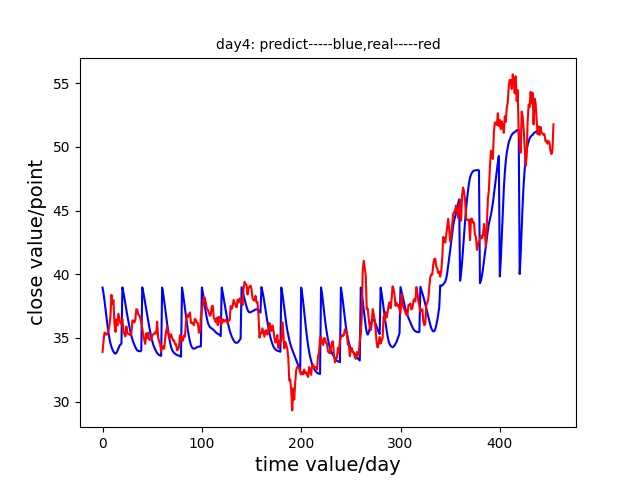 day4: predict-----blue,real-----red
close value/point
55
50
45
40
35
30
0 100 200 300 400
time value/day